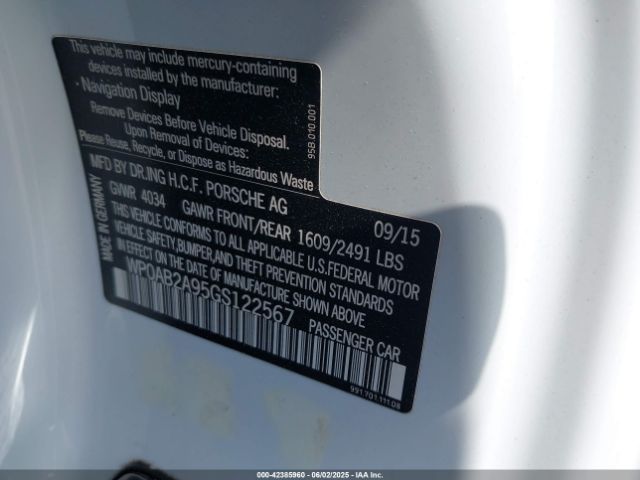 This vehicle may include mercury-containing
devices installed by the manufacturer:
· Navigation Display
Remove Devices Before Vehicle Disposal.
Upon Removal of Devices:
Please Reuse, Recycle, or Dispose as Hazardous Waste
95B.010.001
MADE IN GERMANY
MFD BY DR.ING H.C.F. PORSCHE AG
09/15
GVWR 4034 GAWR FRONT/REAR 1609/2491 LBS
THIS VEHICLE CONFORMS TO ALL APPLICABLE U.S.FEDERAL MOTOR
VEHICLE SAFETY,BUMPER,AND THEFT PREVENTION STANDARDS
IN EFFECT ON THE DATE OF MANUFACTURE SHOWN ABOVE
WP0AB2A95GS122567
PASSENGER CAR
991 701 111 08
000-42385960 - 06/02/2025 - IAA Inc.